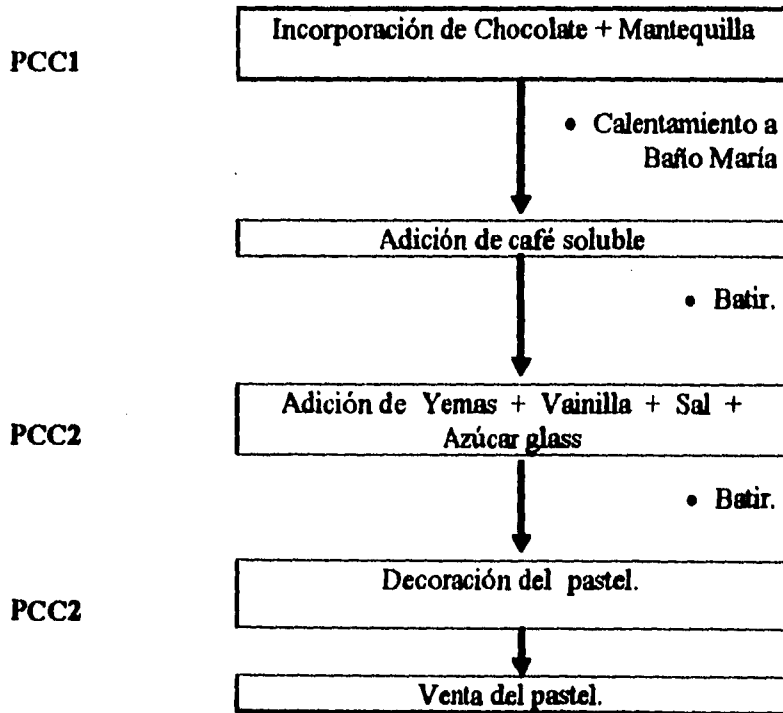 Incorporación de Chocolate + Mantequilla
PCC1
• Calentamiento a
Baño María
Adición de café soluble
• Batir.
Adición de Yemas + Vainilla + Sal +
Azúcar glass
PCC2
• Batir.
Decoración del pastel.
PCC2
Venta del pastel.